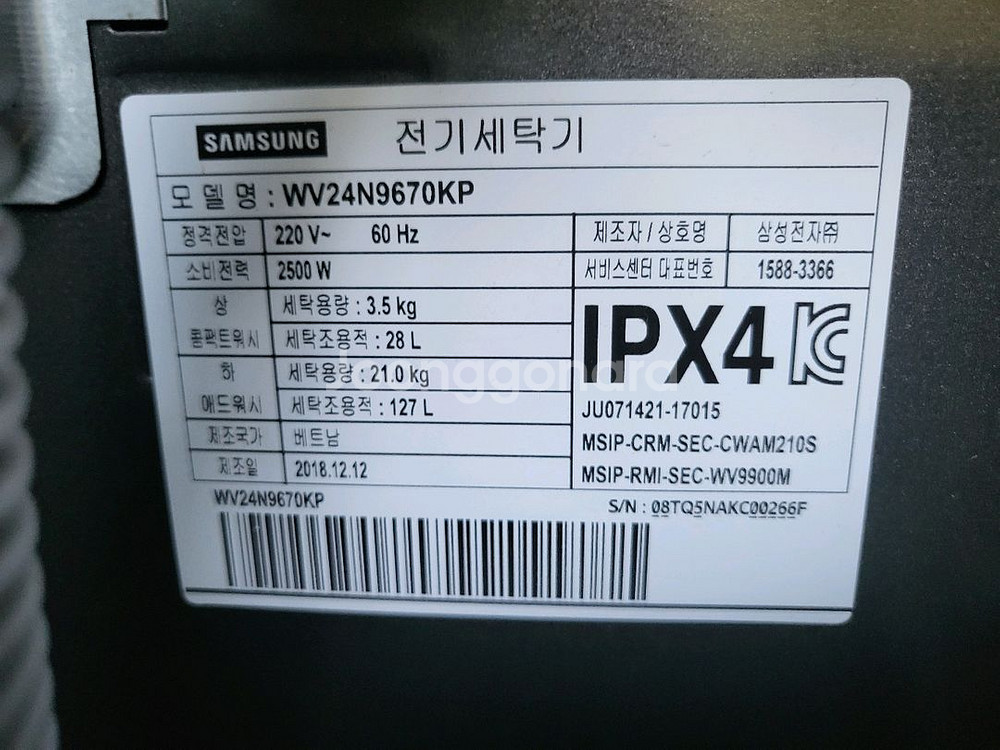 SAMSUNG 전기세탁기
모델명 : WV24N9670KP
정격전압 220 V~ 60 Hz 제조자 / 상호명 삼성전자㈜
소비전력 2500 W 서비스센터 대표번호 1588-3366
상 세탁용량 : 3.5 kg
콤팩트워시 세탁조용적 : 28 L
하 세탁용량 : 21.0 kg
애드워시 세탁조용적 : 127 L
제조국가 베트남
제조일 2018.12.12
IPX4
JU071421-17015
MSIP-CRM-SEC-CWAM210S
MSIP-RMI-SEC-WV9900M
WV24N9670KP S/N : 08TQ5NAKC00266F
joonggonara